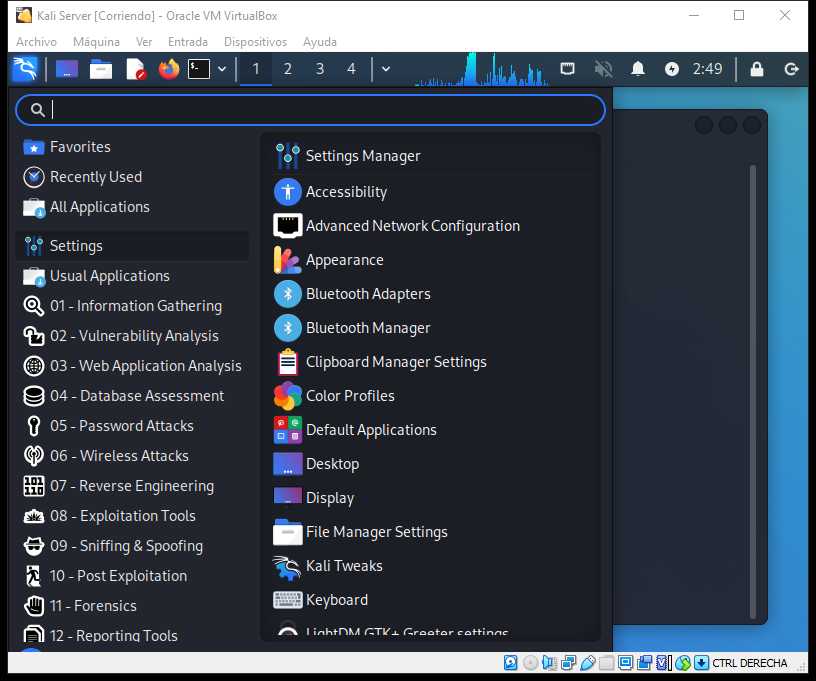 Kali Server [Corriendo] - Oracle VM VirtualBox
Archivo Máquina Ver Entrada Dispositivos Ayuda
1 2 3 4 2:49
Favorites
Recently Used
All Applications
Settings
Usual Applications
01 - Information Gathering
02 - Vulnerability Analysis
03 - Web Application Analysis
04 - Database Assessment
05 - Password Attacks
06 - Wireless Attacks
07 - Reverse Engineering
08 - Exploitation Tools
09 - Sniffing & Spoofing
10 - Post Exploitation
11 - Forensics
12 - Reporting Tools
Settings Manager
Accessibility
Advanced Network Configuration
Appearance
Bluetooth Adapters
Bluetooth Manager
Clipboard Manager Settings
Color Profiles
Default Applications
Desktop
Display
File Manager Settings
Kali Tweaks
Keyboard
LightDM GTK+ Greeter settings
CTRL DERECHA